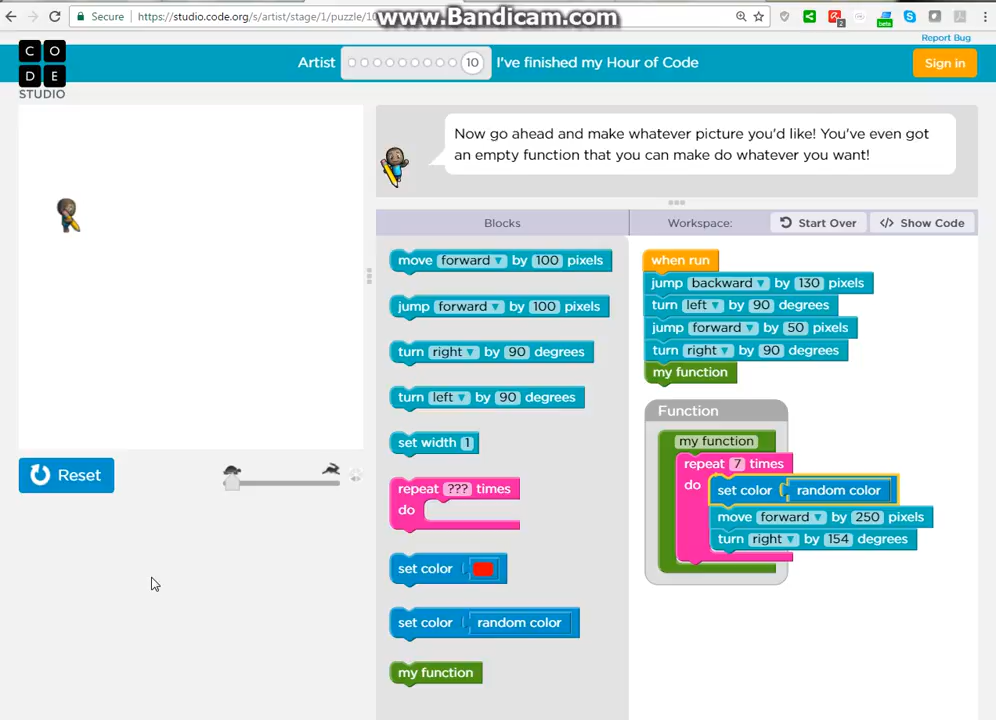 www.Bandicam.com
Secure https://studio.code.org/s/artist/stage/1/puzzle/10
2
beta
Report Bug
CODE
STUDIO
Artist 10 I've finished my Hour of Code
Sign in
Now go ahead and make whatever picture you'd like! You've even got
an empty function that you can make do whatever you want!
Blocks
Workspace: Start Over </> Show Code
move forward by 100 pixels
jump forward by 100 pixels
turn right by 90 degrees
turn left by 90 degrees
set width 1
repeat ??? times
do
set color
set color random color
my function
when run
jump backward by 130 pixels
turn left by 90 degrees
jump forward by 50 pixels
turn right by 90 degrees
my function
Function
my function
repeat 7 times
do set color random color
move forward by 250 pixels
turn right by 154 degrees
Reset